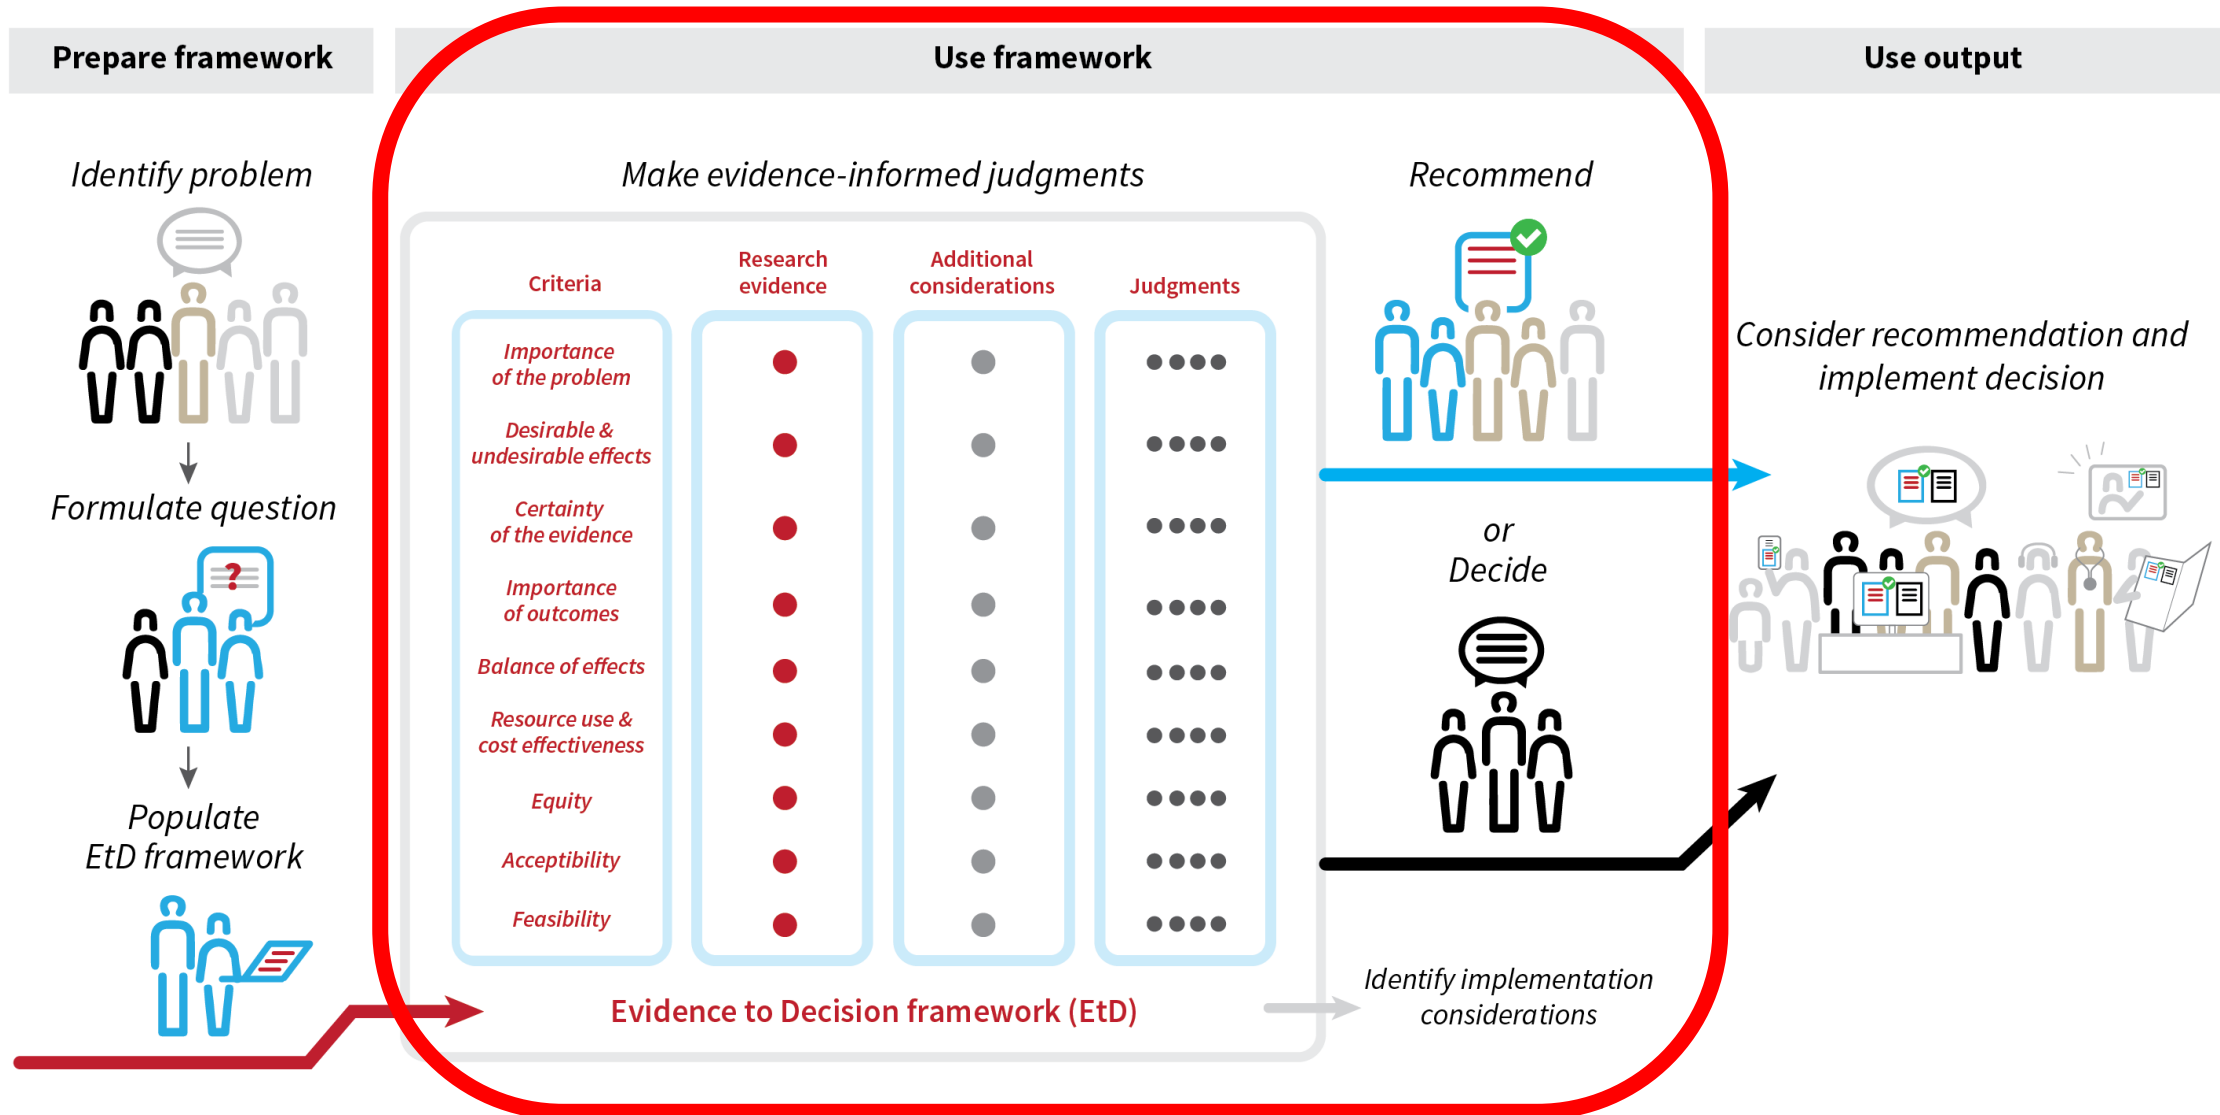 Prepare framework
Use framework
Use output
Identify problem
Formulate question
?
Populate
EtD framework
Make evidence-informed judgments
Criteria
Research
evidence
Additional
considerations
Judgments
Importance
of the problem
Desirable &
undesirable effects
Certainty
of the evidence
Importance
of outcomes
Balance of effects
Resource use &
cost effectiveness
Equity
Acceptibility
Feasibility
Evidence to Decision framework (EtD)
Recommend
or
Decide
Identify implementation
considerations
Consider recommendation and
implement decision